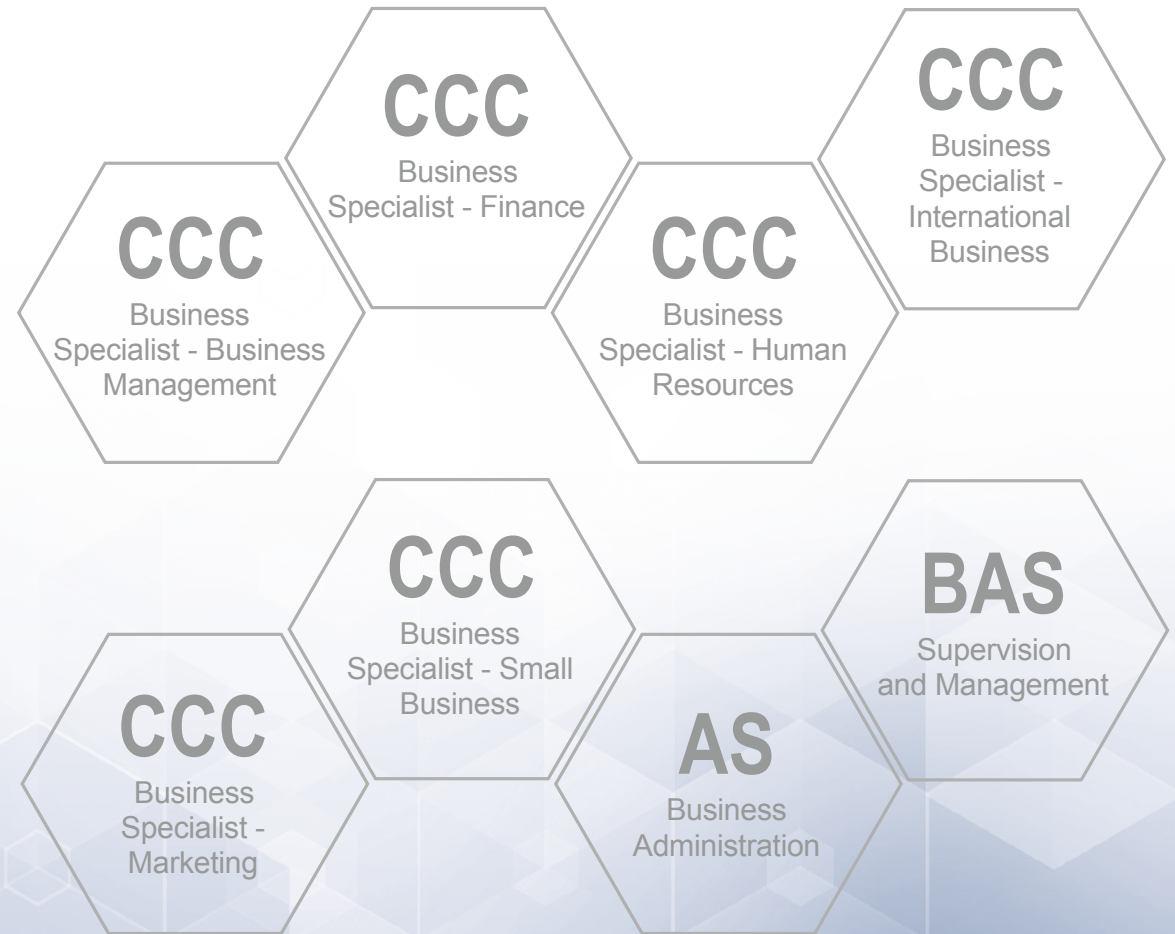 CCC
Business
Specialist - Business
Management
CCC
Business
Specialist - Finance
CCC
Business
Specialist - Human
Resources
CCC
Business
Specialist -
International
Business
CCC
Business
Specialist -
Marketing
CCC
Business
Specialist - Small
Business
AS
Business
Administration
BAS
Supervision
and Management